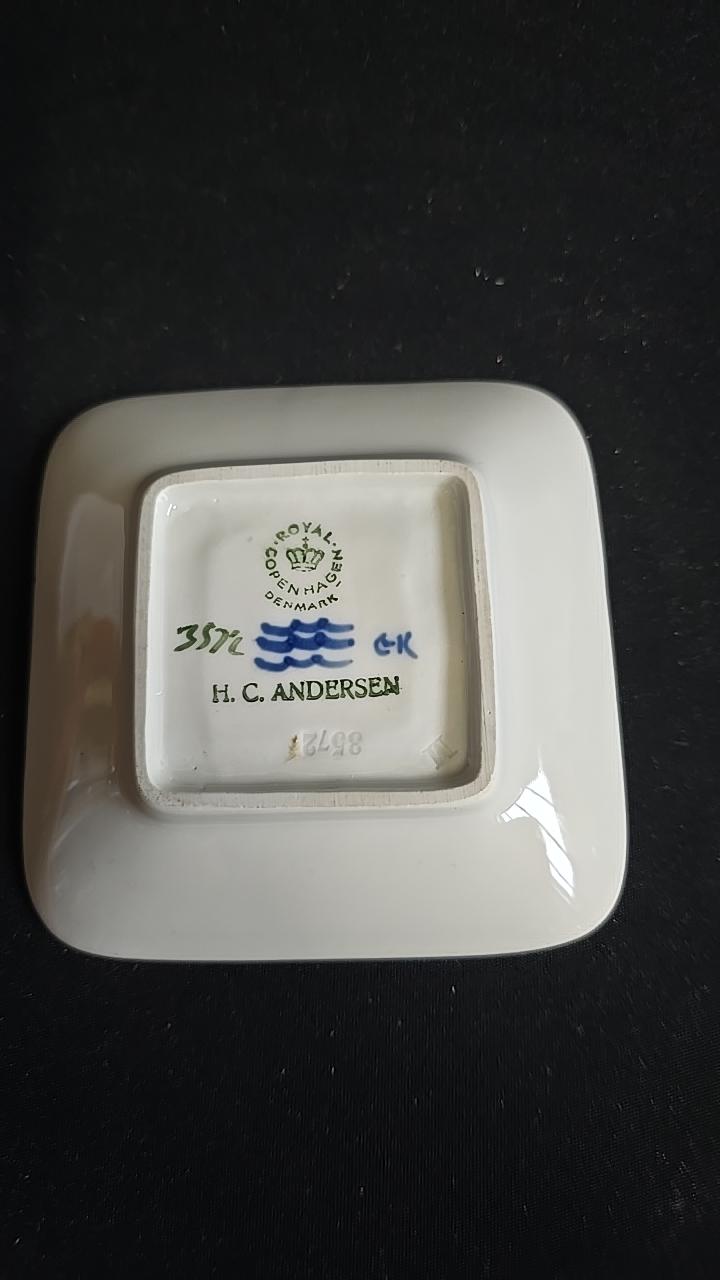 ROYAL
COPENHAGEN
DENMARK
3572 GK
H. C. ANDERSEN
3572